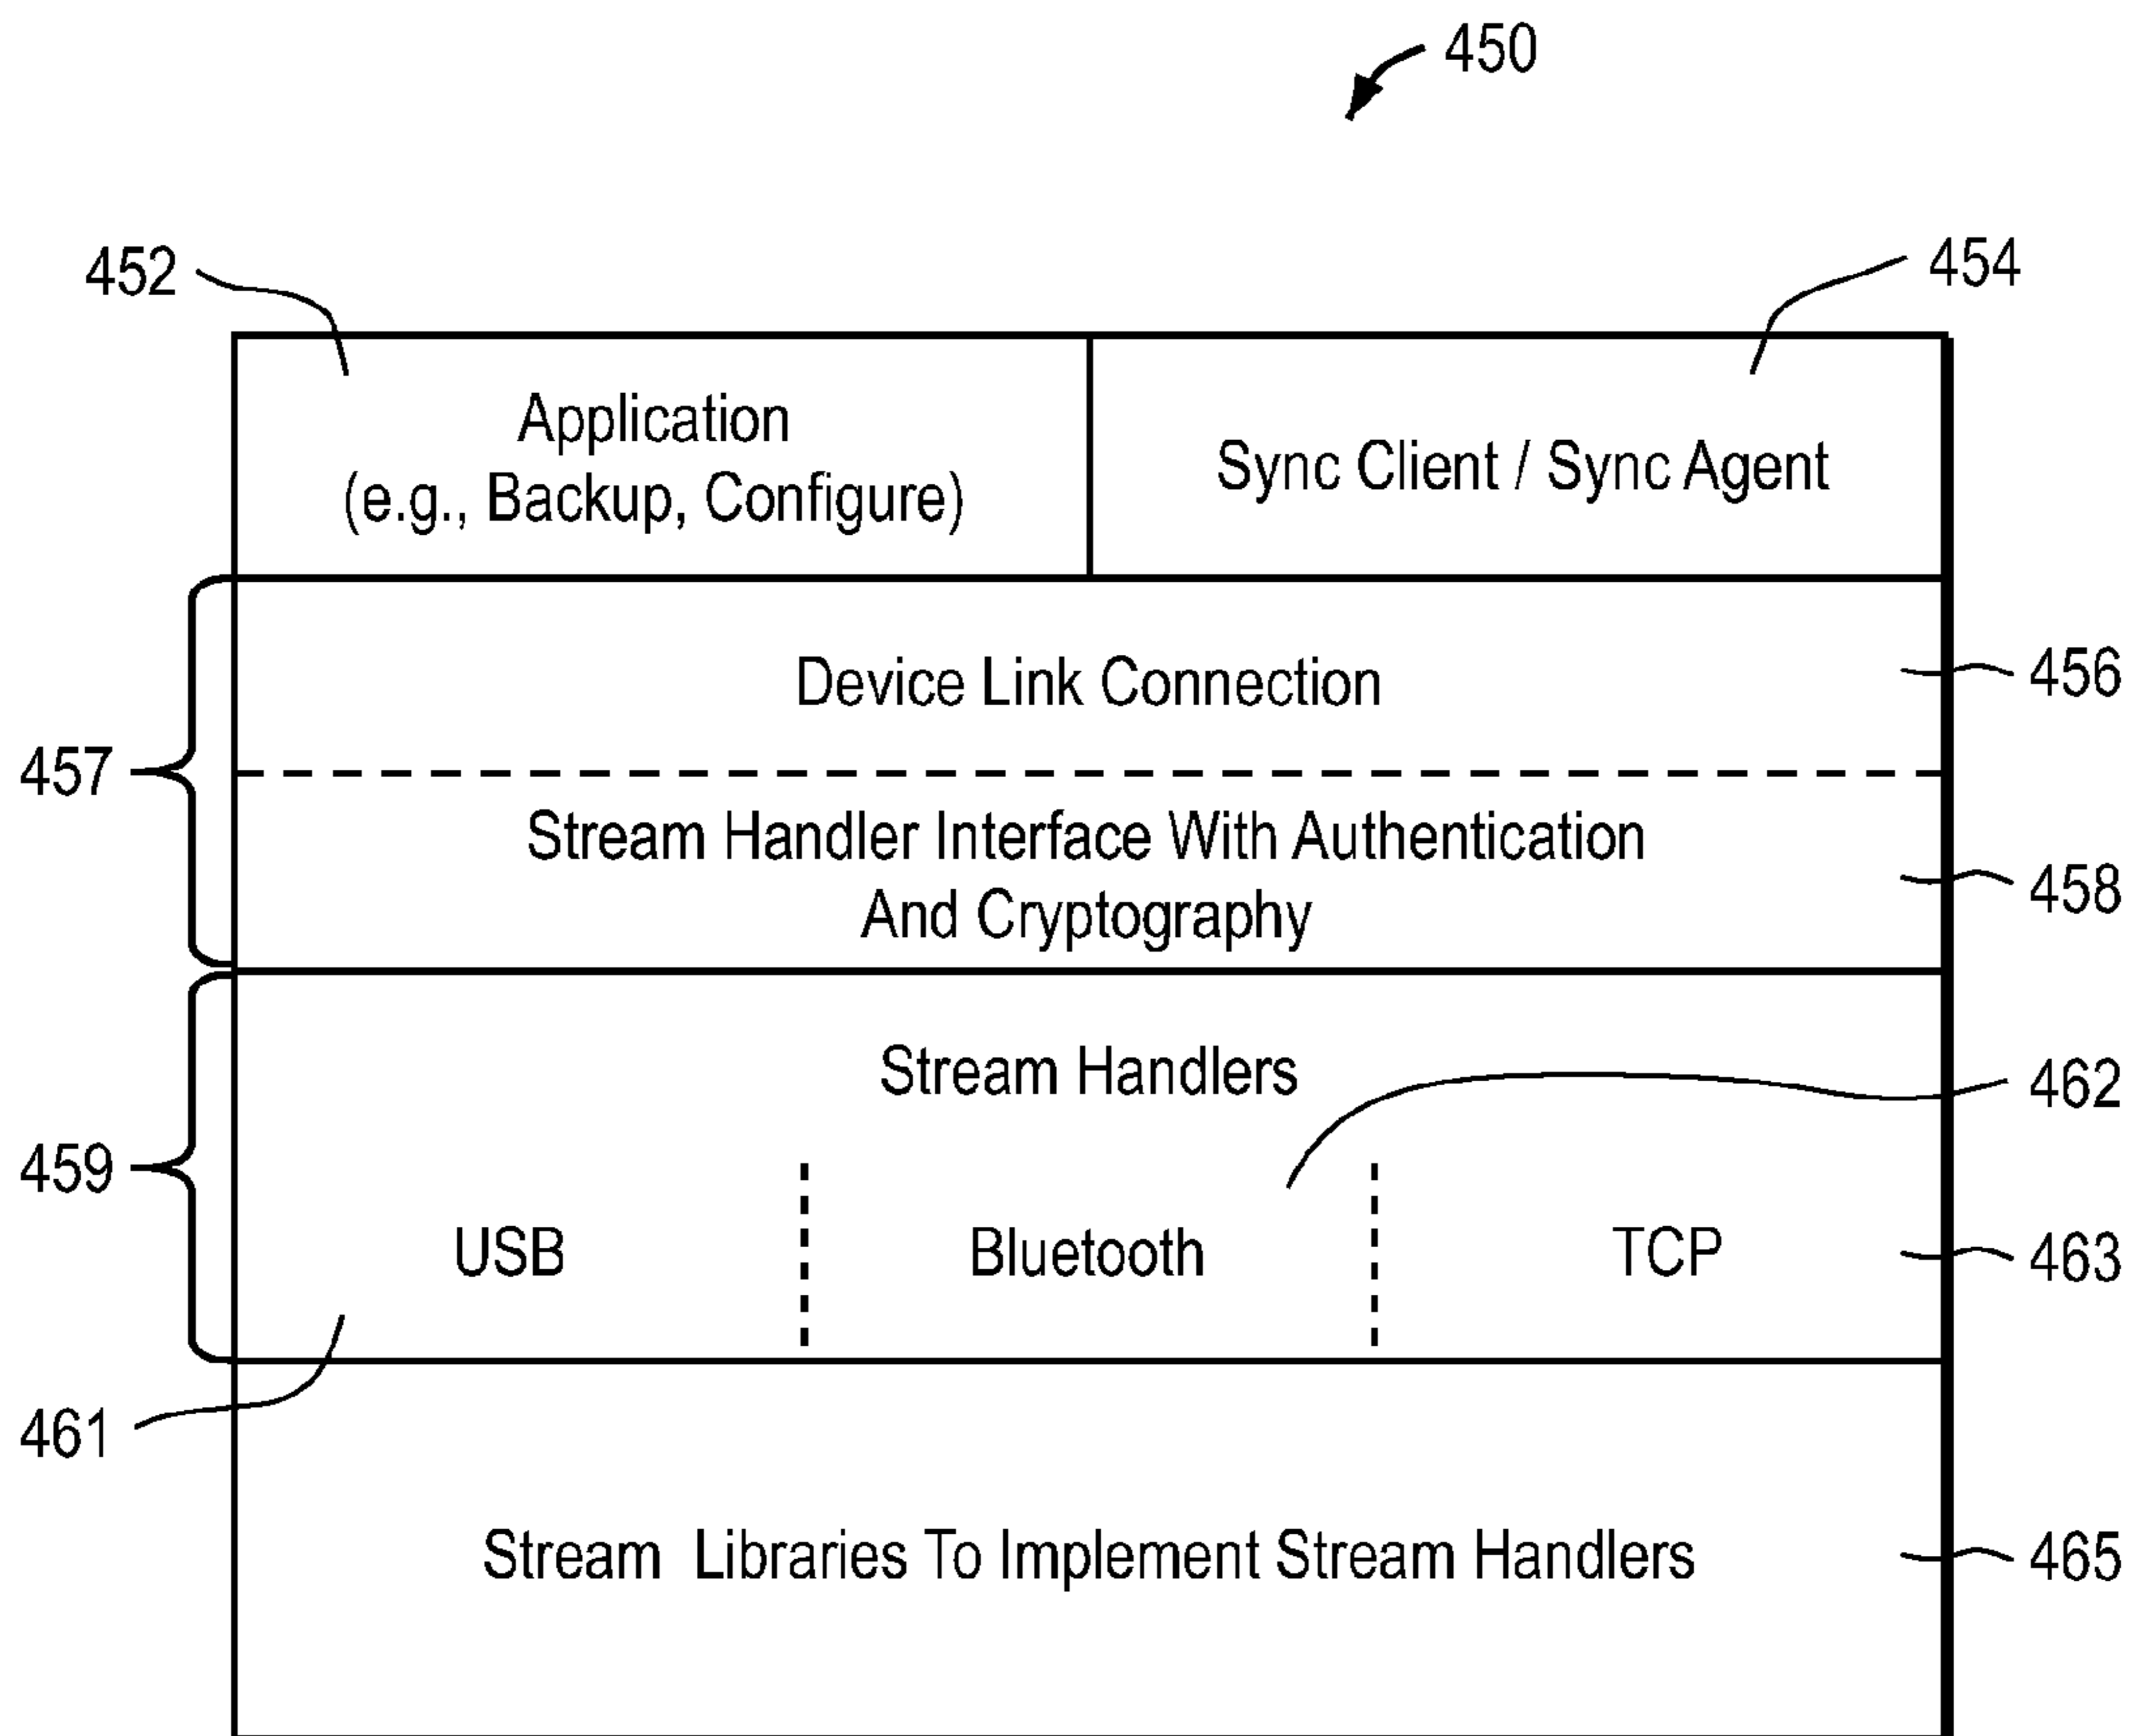 450
452
454
Application
(e.g., Backup, Configure)
Sync Client / Sync Agent
Device Link Connection
456
457
Stream Handler Interface With Authentication
And Cryptography
458
Stream Handlers
462
459
USB
Bluetooth
TCP
463
461
Stream Libraries To Implement Stream Handlers
465